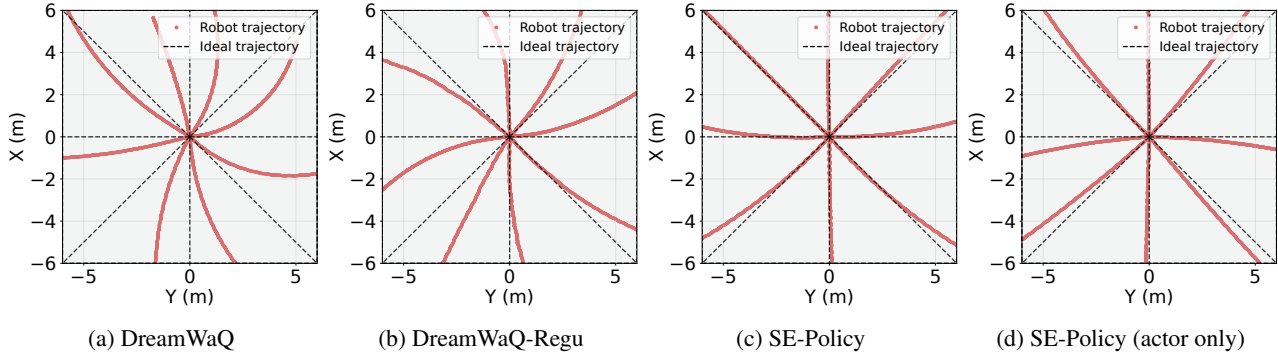 6
4
2
0
−2
−4
−6
X (m)
−5
0
5
Y (m)
Robot trajectory
Ideal trajectory
(a) DreamWaQ
6
4
2
0
−2
−4
−6
X (m)
−5
0
5
Y (m)
Robot trajectory
Ideal trajectory
(b) DreamWaQ-Regu
6
4
2
0
−2
−4
−6
X (m)
−5
0
5
Y (m)
Robot trajectory
Ideal trajectory
(c) SE-Policy
6
4
2
0
−2
−4
−6
X (m)
−5
0
5
Y (m)
Robot trajectory
Ideal trajectory
(d) SE-Policy (actor only)